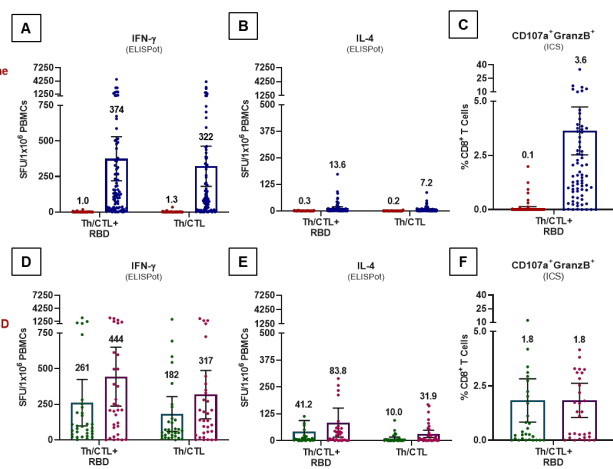 A
IFN-γ
(ELISPot)
SFU/1x10⁶ PBMCs
7250
4250
1250
750
500
250
0
374
322
1.0
1.3
Th/CTL+
RBD
Th/CTL
B
IL-4
(ELISPot)
SFU/1x10⁶ PBMCs
7250
4250
1250
500
375
250
125
0
0.3
13.6
0.2
7.2
Th/CTL+
RBD
Th/CTL
C
CD107a⁺GranzB⁺
(ICS)
% CD8⁺ T Cells
40
25
10
5.0
2.5
0.0
0.1
3.6
Th/CTL+
RBD
ne
D
IFN-γ
(ELISPot)
SFU/1x10⁶ PBMCs
7250
4250
1250
750
500
250
0
261
444
182
317
Th/CTL+
RBD
Th/CTL
E
IL-4
(ELISPot)
SFU/1x10⁶ PBMCs
7250
4250
1250
500
375
250
125
0
41.2
83.8
10.0
31.9
Th/CTL+
RBD
Th/CTL
F
CD107a⁺GranzB⁺
(ICS)
% CD8⁺ T Cells
40
25
10
5.0
2.5
0.0
1.8
1.8
Th/CTL+
RBD
D